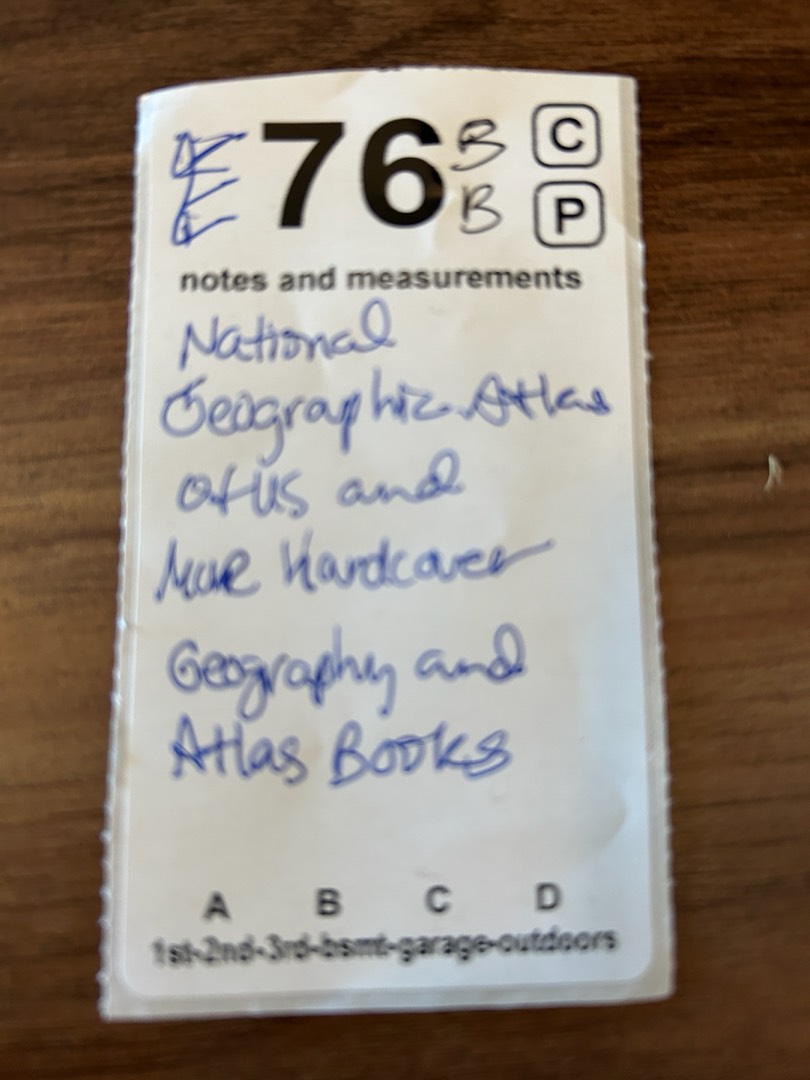 E 76 B C
E B P
notes and measurements
National
Geographic Atlas
of US and
More Hardcover
Geography and
Atlas Books
A B C D
1st-2nd-3rd-bsmt-garage-outdoors